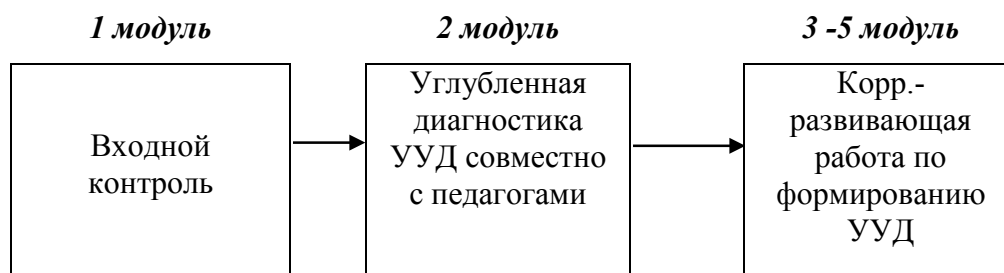 1 модуль
2 модуль
3 -5 модуль
Входной
контроль
Углубленная
диагностика
УУД совместно
с педагогами
Корр.-
развивающая
работа по
формированию
УУД